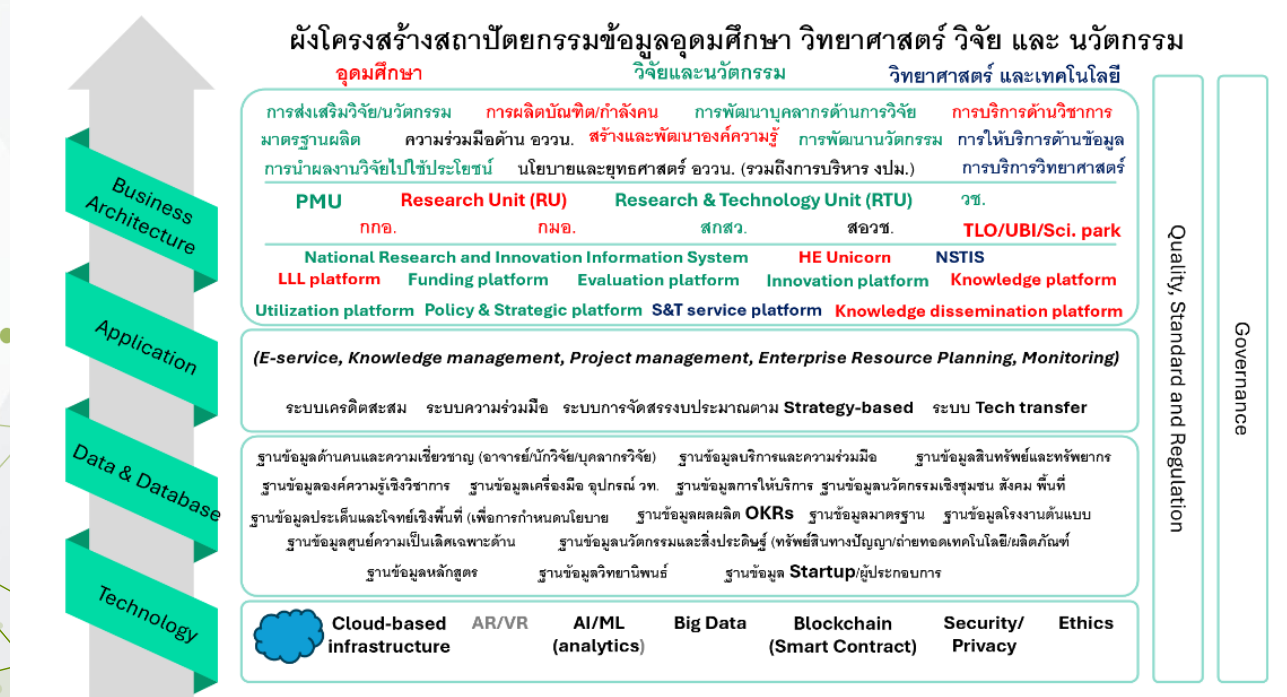 ผังโครงสร้างสถาปัตยกรรมข้อมูลอุดมศึกษา วิทยาศาสตร์ วิจัย และ นวัตกรรม
อุดมศึกษา วิจัยและนวัตกรรม วิทยาศาสตร์ และเทคโนโลยี
การส่งเสริมวิจัย/นวัตกรรม การผลิตบัณฑิต/กำลังคน การพัฒนาบุคลากรด้านการวิจัย การบริการด้านวิชาการ
มาตรฐานผลิต ความร่วมมือด้าน อววน. สร้างและพัฒนาองค์ความรู้ การพัฒนานวัตกรรม การให้บริการด้านข้อมูล
การนำผลงานวิจัยไปใช้ประโยชน์ นโยบายและยุทธศาสตร์ อววน. (รวมถึงการบริหาร งปม.) การบริการวิทยาศาสตร์
PMU Research Unit (RU) Research & Technology Unit (RTU) วช.
กกอ. กมอ. สกสว. สอวช. TLO/UBI/Sci. park
National Research and Innovation Information System HE Unicorn NSTIS
LLL platform Funding platform Evaluation platform Innovation platform Knowledge platform
Utilization platform Policy & Strategic platform S&T service platform Knowledge dissemination platform
Business
Architecture
(E-service, Knowledge management, Project management, Enterprise Resource Planning, Monitoring)
ระบบเครดิตสะสม ระบบความร่วมมือ ระบบการจัดสรรงบประมาณตาม Strategy-based ระบบ Tech transfer
Application
ฐานข้อมูลด้านคนและความเชี่ยวชาญ (อาจารย์/นักวิจัย/บุคลากรวิจัย) ฐานข้อมูลบริการและความร่วมมือ ฐานข้อมูลสินทรัพย์และทรัพยากร
ฐานข้อมูลองค์ความรู้เชิงวิชาการ ฐานข้อมูลเครื่องมือ อุปกรณ์ วท. ฐานข้อมูลการให้บริการ ฐานข้อมูลนวัตกรรมเชิงชุมชน สังคม พื้นที่
ฐานข้อมูลประเด็นและโจทย์เชิงพื้นที่ (เพื่อการกำหนดนโยบาย ฐานข้อมูลผลผลิต OKRs ฐานข้อมูลมาตรฐาน ฐานข้อมูลโรงงานต้นแบบ
ฐานข้อมูลศูนย์ความเป็นเลิศเฉพาะด้าน ฐานข้อมูลนวัตกรรมและสิ่งประดิษฐ์ (ทรัพย์สินทางปัญญา/ถ่ายทอดเทคโนโลยี/ผลิตภัณฑ์
ฐานข้อมูลหลักสูตร ฐานข้อมูลวิทยานิพนธ์ ฐานข้อมูล Startup/ผู้ประกอบการ
Data & Database
Cloud-based AR/VR AI/ML Big Data Blockchain Security/ Ethics
infrastructure (analytics) (Smart Contract) Privacy
Technology
Quality, Standard and Regulation
Governance